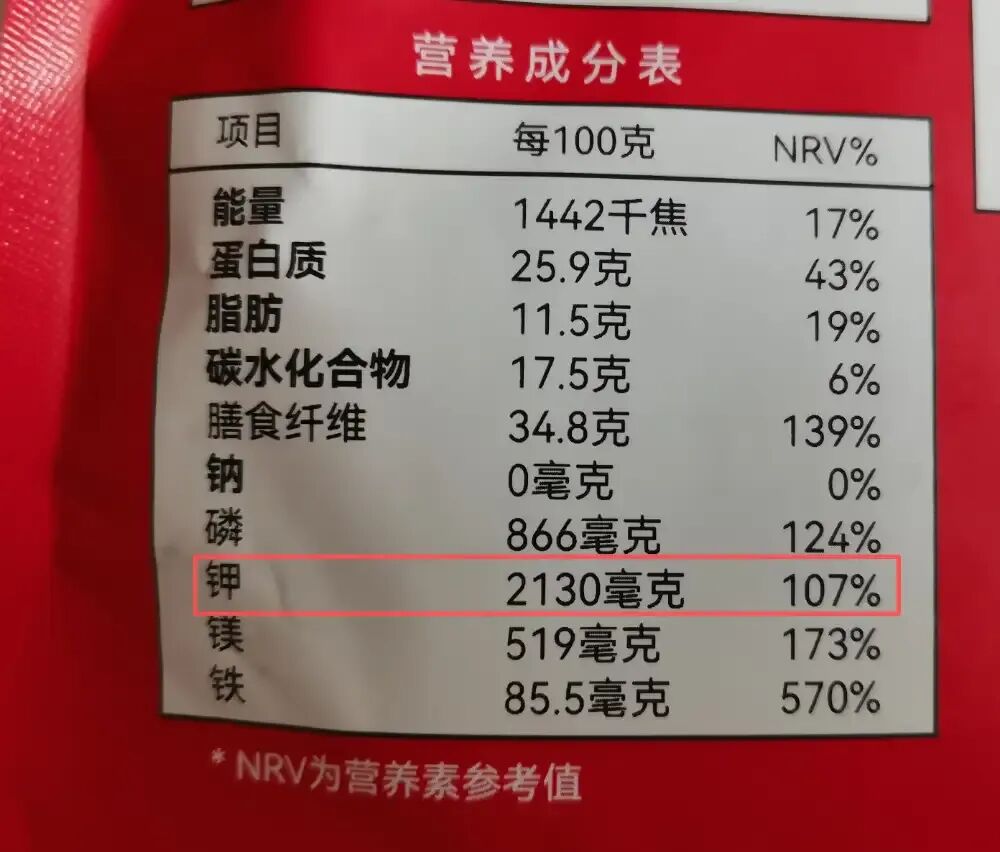 营养成分表
项目 每100克 NRV%
能量 1442千焦 17%
蛋白质 25.9克 43%
脂肪 11.5克 19%
碳水化合物 17.5克 6%
膳食纤维 34.8克 139%
钠 0毫克 0%
磷 866毫克 124%
钾 2130毫克 107%
镁 519毫克 173%
铁 85.5毫克 570%
* NRV为营养素参考值